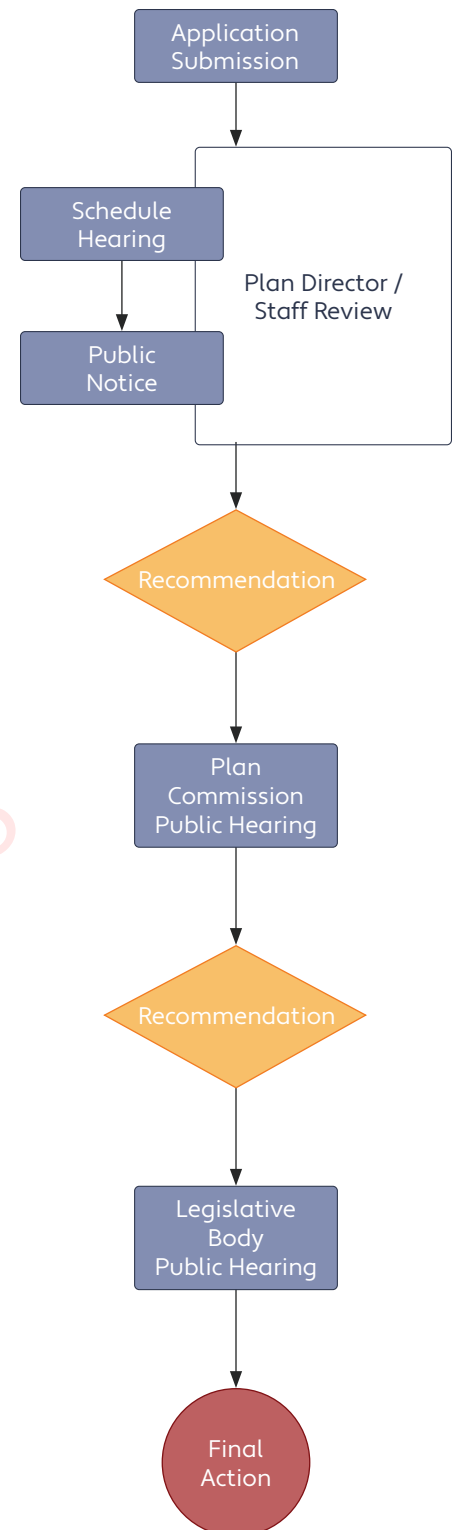 Application
Submission
Schedule
Hearing
Plan Director /
Staff Review
Public
Notice
Recommendation
Plan
Commission
Public Hearing
Recommendation
Legislative
Body
Public Hearing
Final
Action